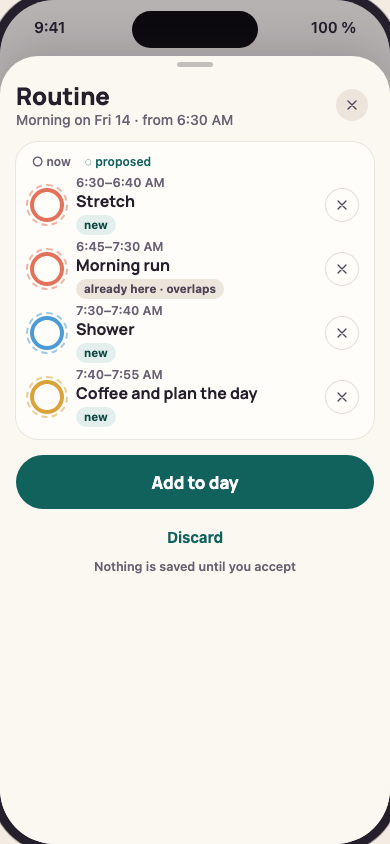 9:41
100 %
Routine
Morning on Fri 14 · from 6:30 AM
now
proposed
6:30–6:40 AM
Stretch
new
6:45–7:30 AM
Morning run
already here · overlaps
7:30–7:40 AM
Shower
new
7:40–7:55 AM
Coffee and plan the day
new
Add to day
Discard
Nothing is saved until you accept